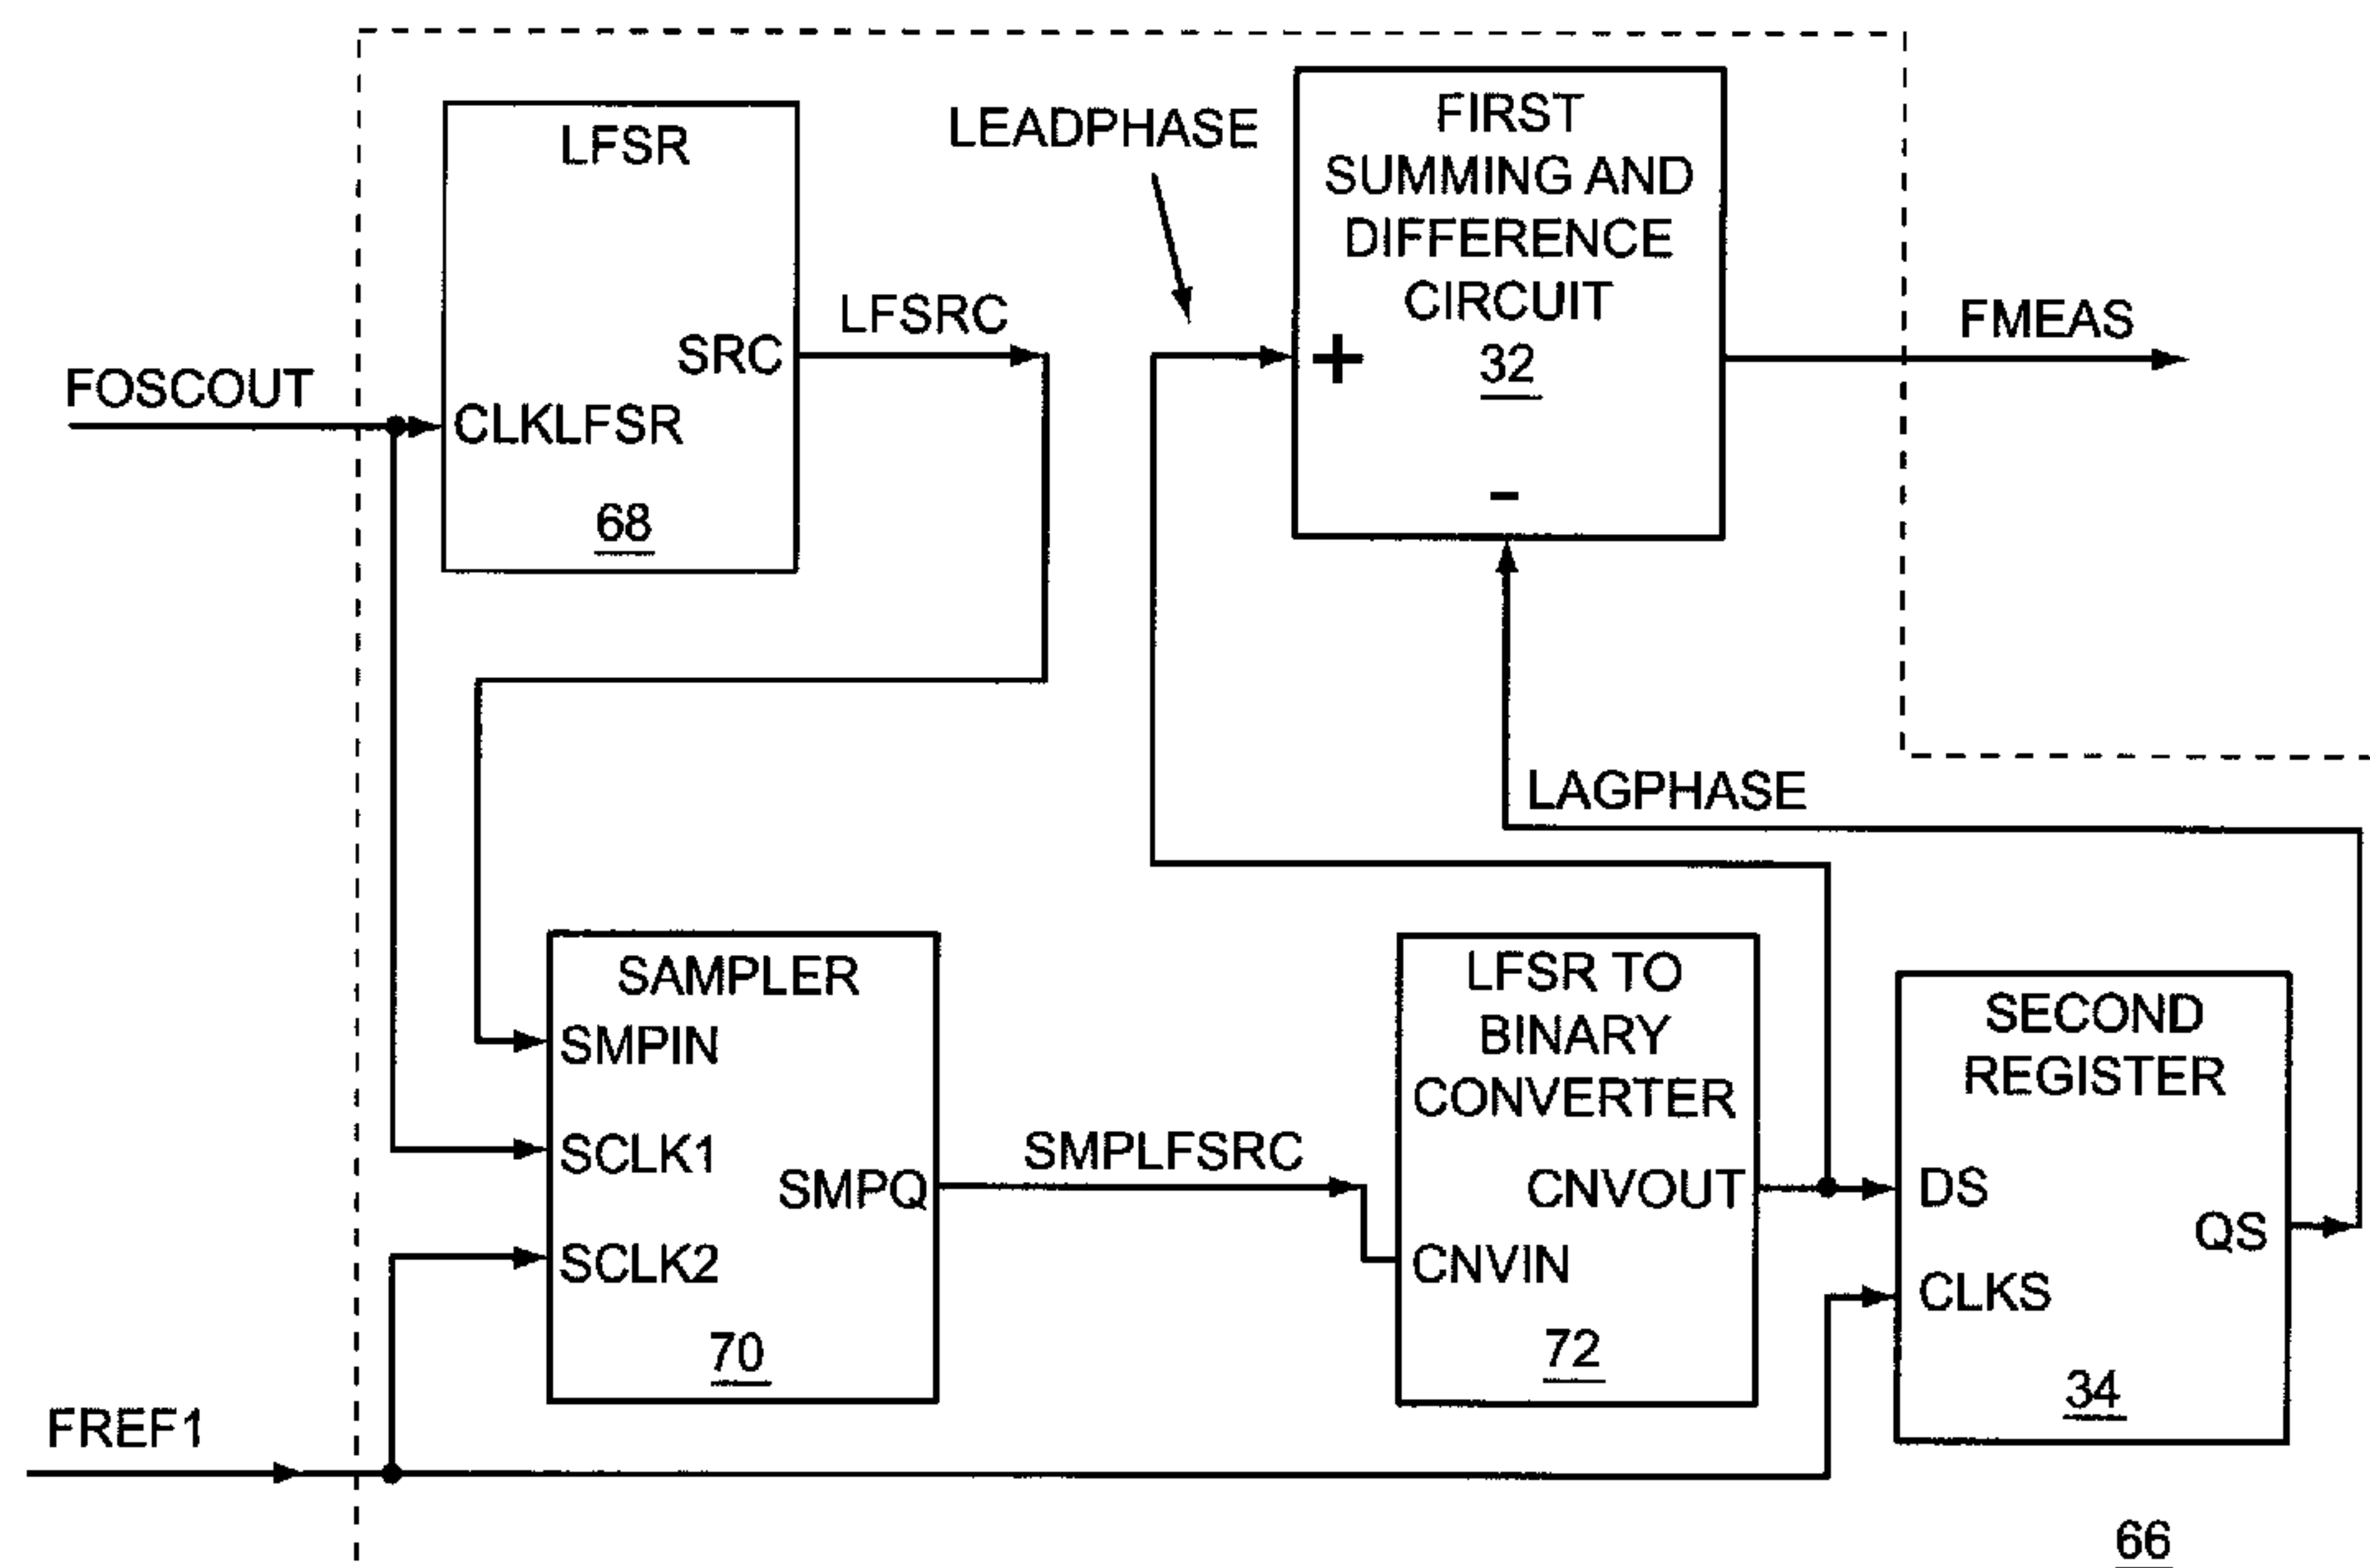 LFSR
SRC
CLKLFSR
68
FOSCOUT
LFSRC
LEADPHASE
FIRST
SUMMING AND
DIFFERENCE
CIRCUIT
32
+
-
FMEAS
LAGPHASE
SAMPLER
SMPIN
SCLK1
SMPQ
SCLK2
70
SMPLFSRC
LFSR TO
BINARY
CONVERTER
CNVOUT
CNVIN
72
SECOND
REGISTER
DS
QS
CLKS
34
FREF1
66